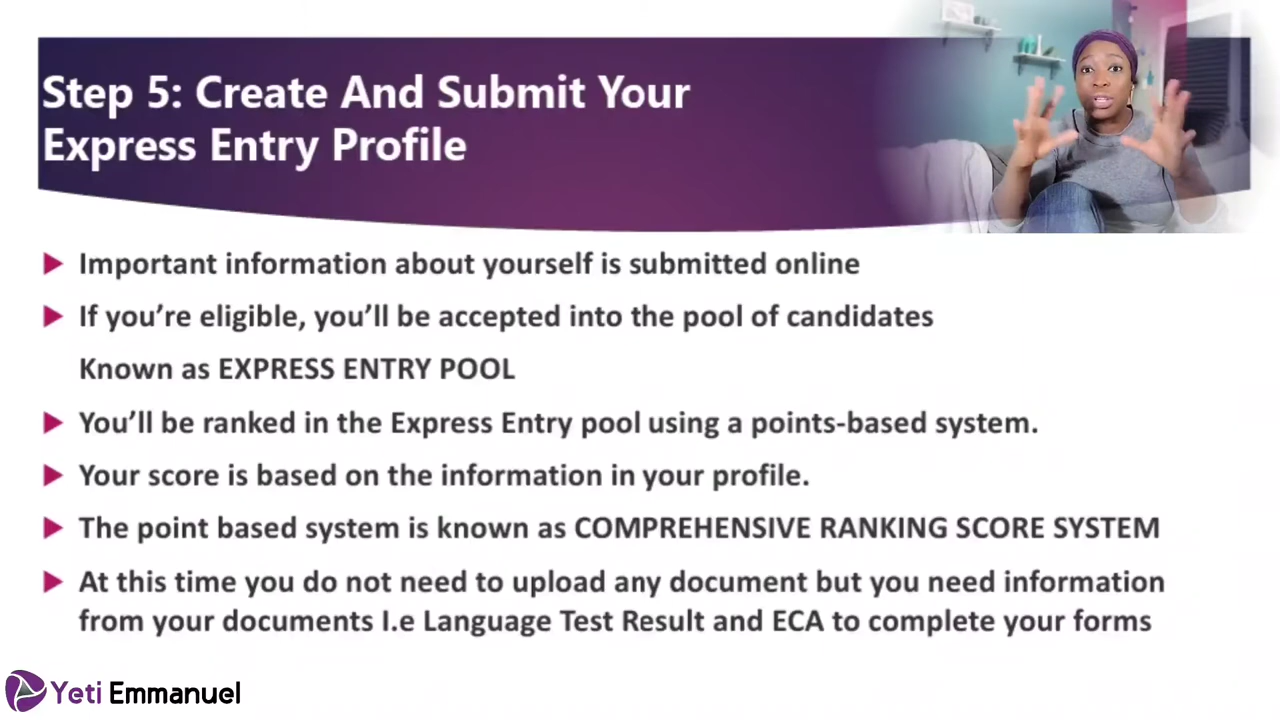 Step 5: Create And Submit Your
Express Entry Profile
Important information about yourself is submitted online
If you’re eligible, you’ll be accepted into the pool of candidates
Known as EXPRESS ENTRY POOL
You’ll be ranked in the Express Entry pool using a points-based system.
Your score is based on the information in your profile.
The point based system is known as COMPREHENSIVE RANKING SCORE SYSTEM
At this time you do not need to upload any document but you need information
from your documents I.e Language Test Result and ECA to complete your forms
Yeti Emmanuel